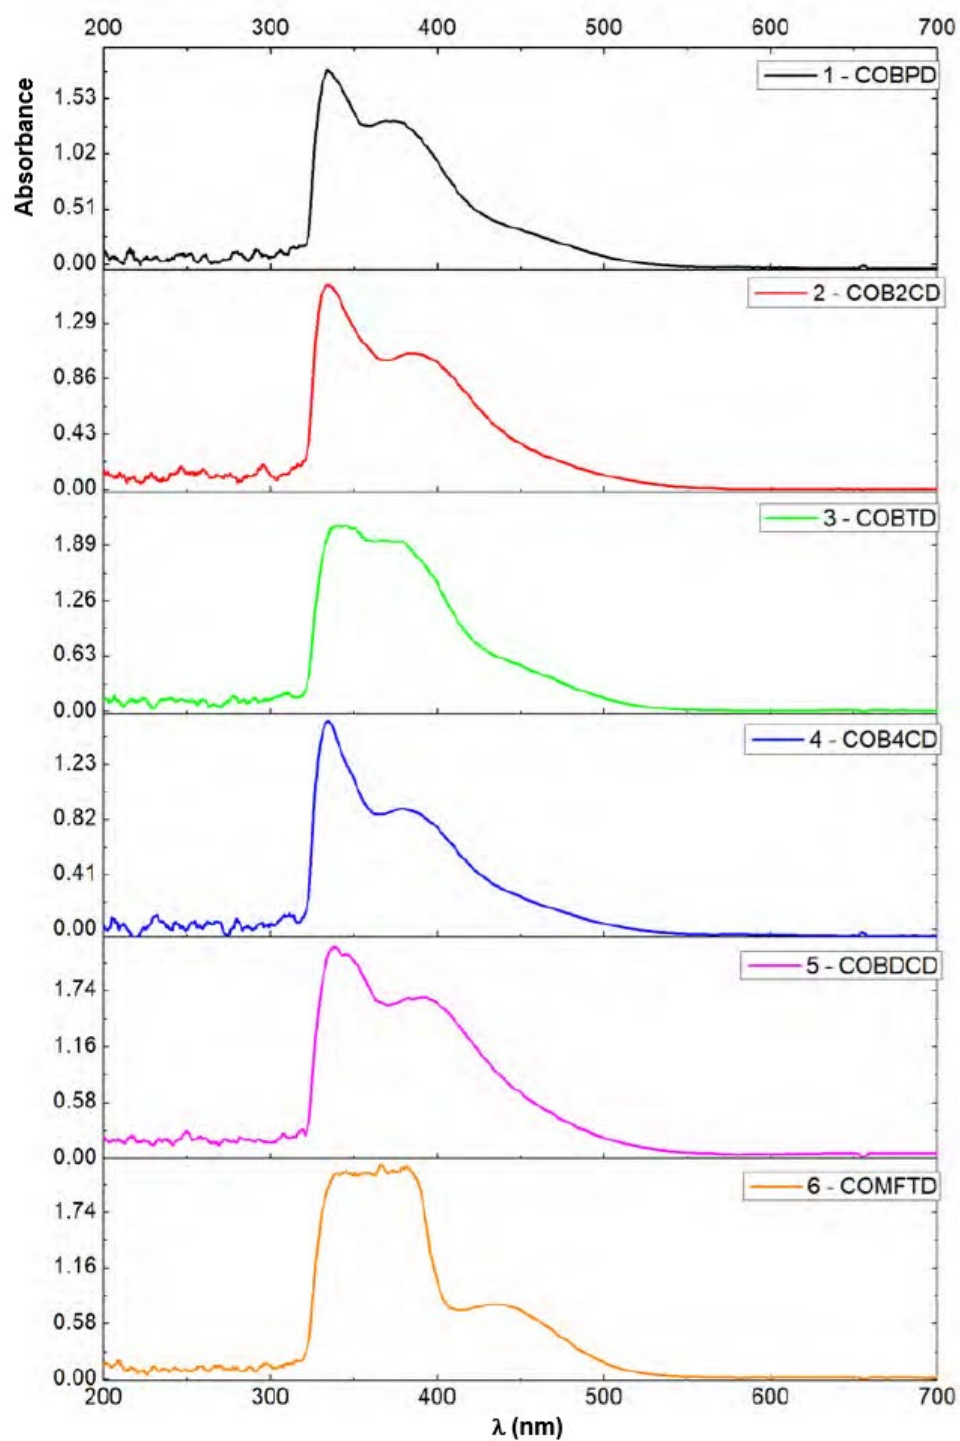 200 300 400 500 600 700
Absorbance
1 - COBPD
1.53
1.02
0.51
0.00
2 - COB2CD
1.29
0.86
0.43
0.00
3 - COBTD
1.89
1.26
0.63
0.00
4 - COB4CD
1.23
0.82
0.41
0.00
5 - COBDCD
1.74
1.16
0.58
0.00
6 - COMFTD
1.74
1.16
0.58
0.00
200 300 400 500 600 700
λ (nm)